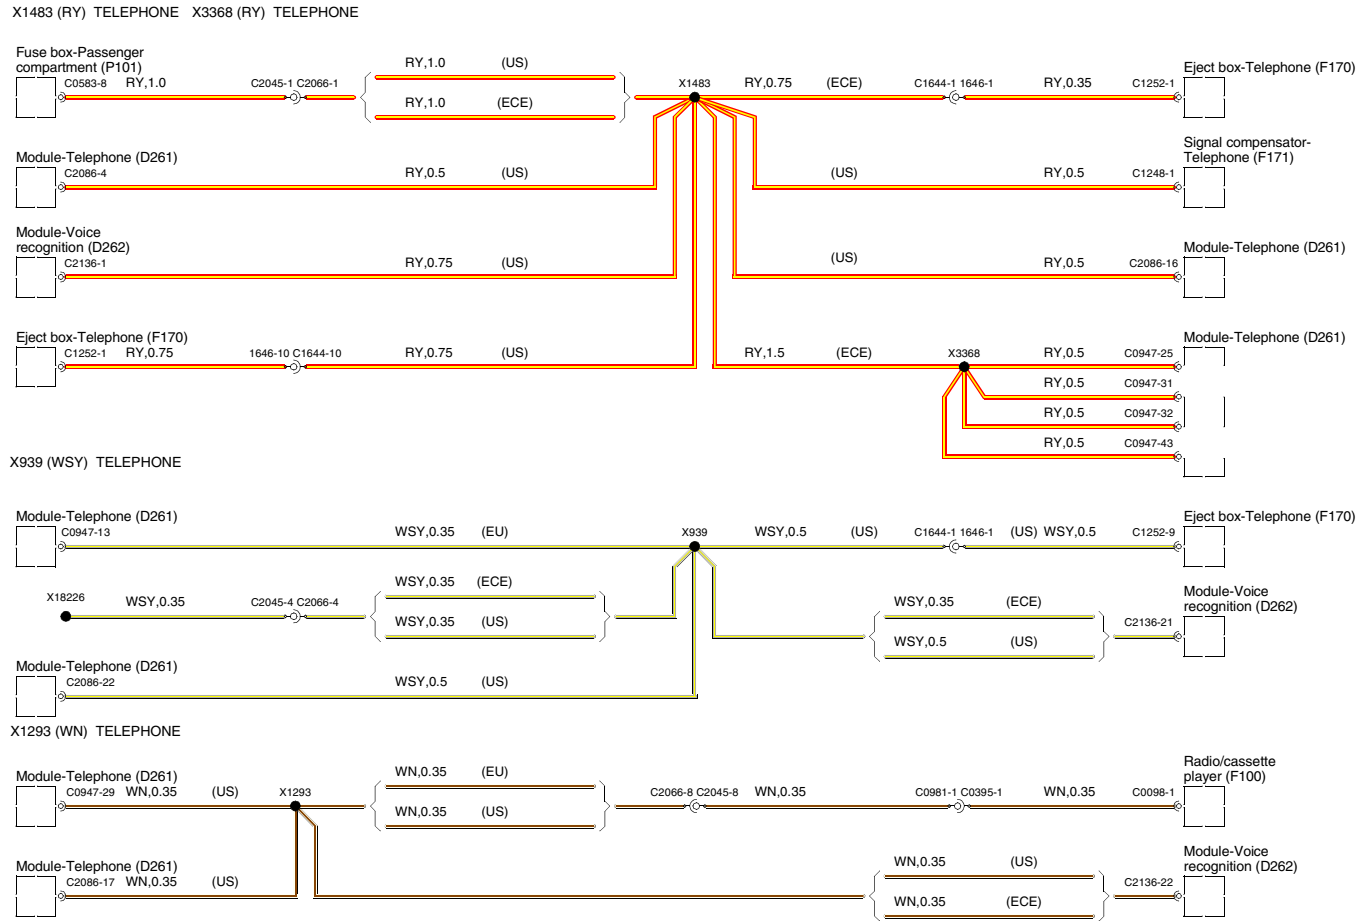 X1483 (RY) TELEPHONE X3368 (RY) TELEPHONE
Fuse box-Passenger
compartment (P101)
C0583-8 RY,1.0 C2045-1 C2066-1 RY,1.0 (US)
RY,1.0 (ECE)
X1483 RY,0.75 (ECE) C1644-1 1646-1 RY,0.35 C1252-1
Eject box-Telephone (F170)
Module-Telephone (D261)
C2086-4 RY,0.5 (US)
Signal compensator-
Telephone (F171)
(US) RY,0.5 C1248-1
Module-Voice
recognition (D262)
C2136-1 RY,0.75 (US)
Module-Telephone (D261)
(US) RY,0.5 C2086-16
Eject box-Telephone (F170)
C1252-1 RY,0.75 1646-10 C1644-10 RY,0.75 (US)
Module-Telephone (D261)
RY,1.5 (ECE) X3368 RY,0.5 C0947-25
RY,0.5 C0947-31
RY,0.5 C0947-32
RY,0.5 C0947-43
X939 (WSY) TELEPHONE
Module-Telephone (D261)
C0947-13 WSY,0.35 (EU) X939 WSY,0.5 (US) C1644-1 1646-1 (US) WSY,0.5 C1252-9
Eject box-Telephone (F170)
X18226 WSY,0.35 C2045-4 C2066-4 WSY,0.35 (ECE)
WSY,0.35 (US)
Module-Voice
recognition (D262)
WSY,0.35 (ECE)
WSY,0.5 (US)
C2136-21
Module-Telephone (D261)
C2086-22 WSY,0.5 (US)
X1293 (WN) TELEPHONE
Module-Telephone (D261)
C0947-29 WN,0.35 (US) X1293 WN,0.35 (EU)
WN,0.35 (US)
C2066-8 C2045-8 WN,0.35 C0981-1 C0395-1 WN,0.35 C0098-1
Radio/cassette
player (F100)
Module-Telephone (D261)
C2086-17 WN,0.35 (US)
WN,0.35 (US)
WN,0.35 (ECE)
C2136-22
Module-Voice
recognition (D262)